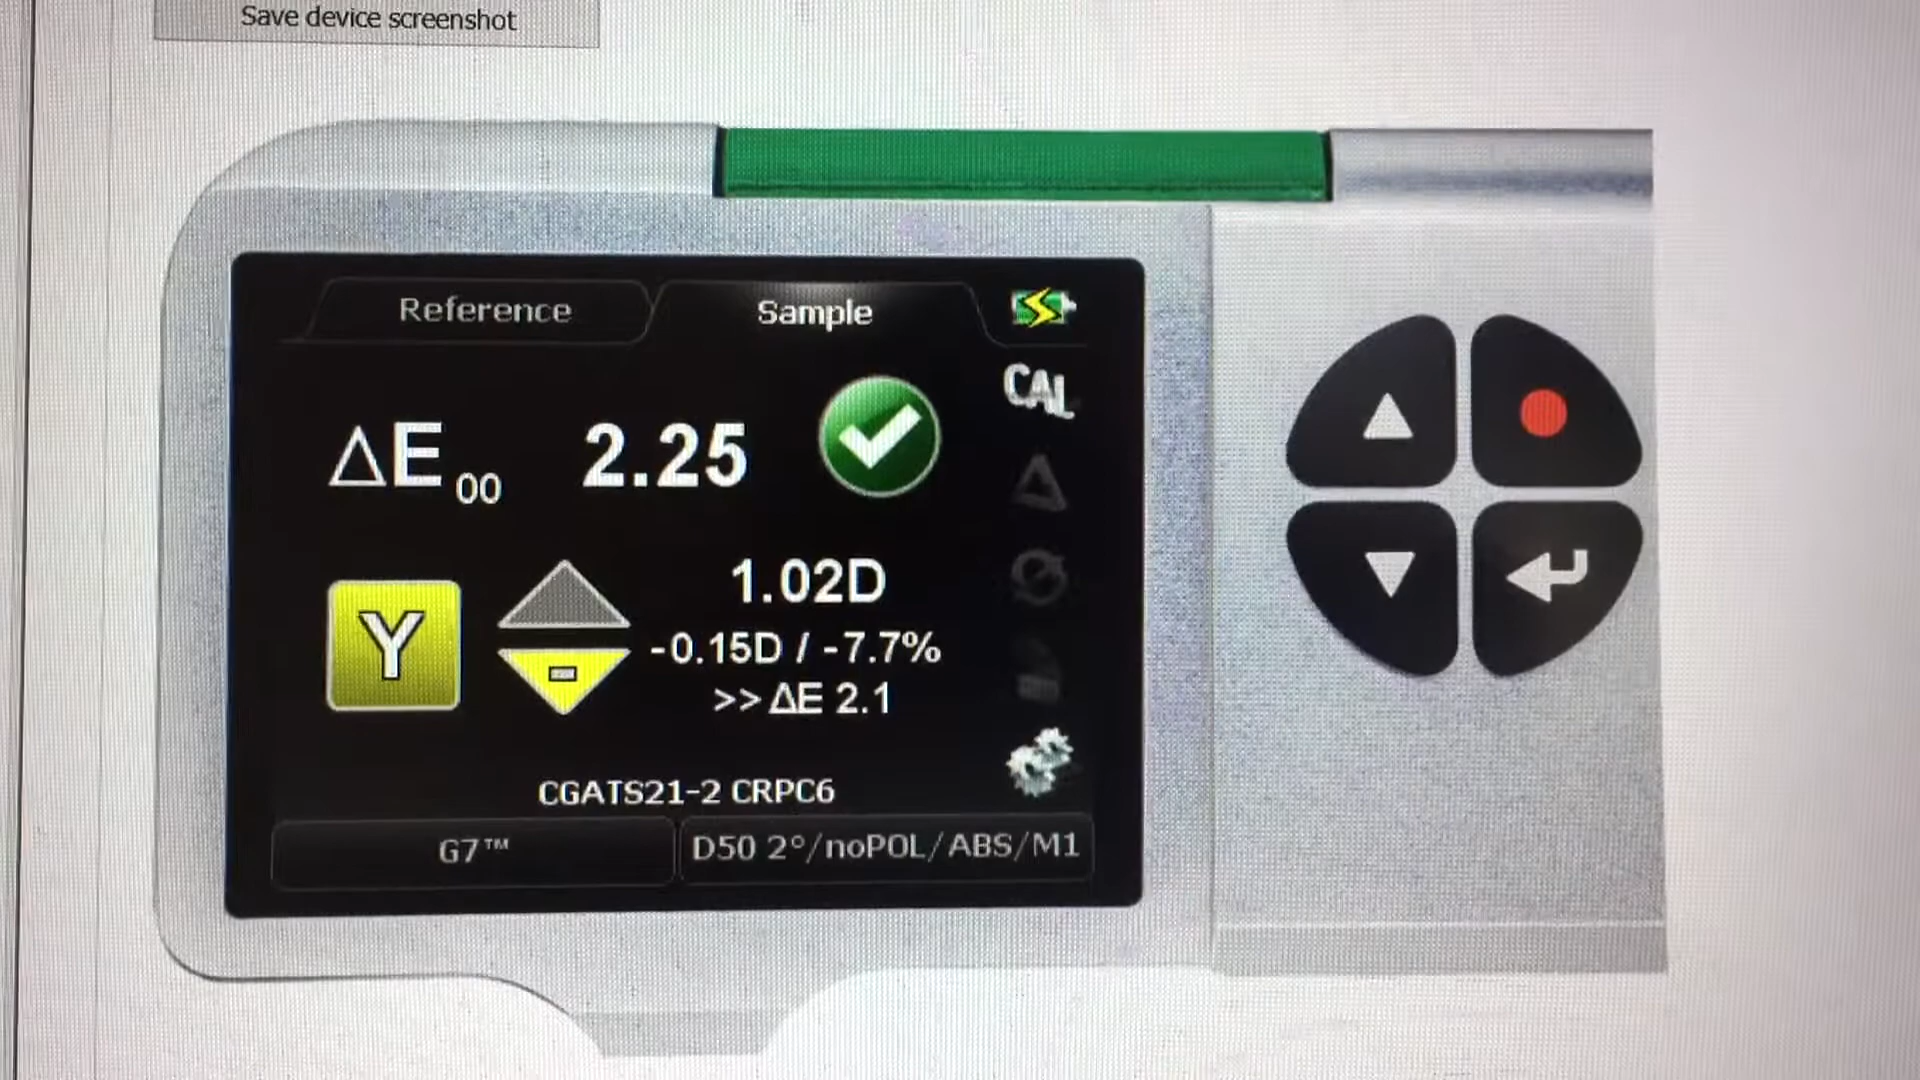 Save device screenshot
Reference
Sample
CAL
ΔE00 2.25
Y
1.02D
-0.15D / -7.7%
>> ΔE 2.1
CGATS21-2 CRPC6
G7™
D50 2°/noPOL/ABS/M1